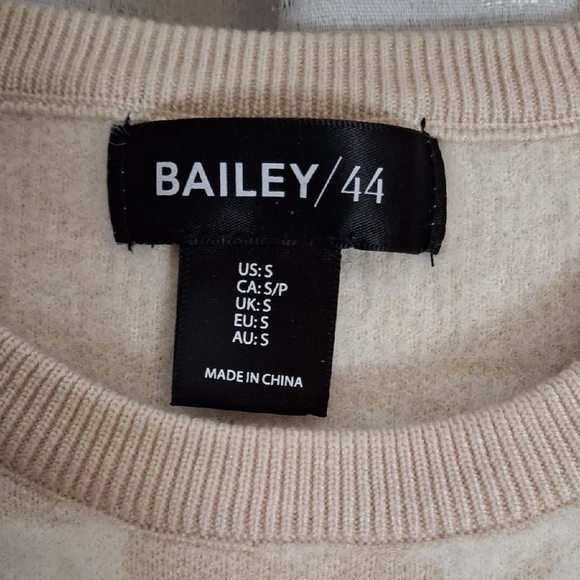 BAILEY/44
US: S
CA: S/P
UK: S
EU: S
AU: S
MADE IN CHINA